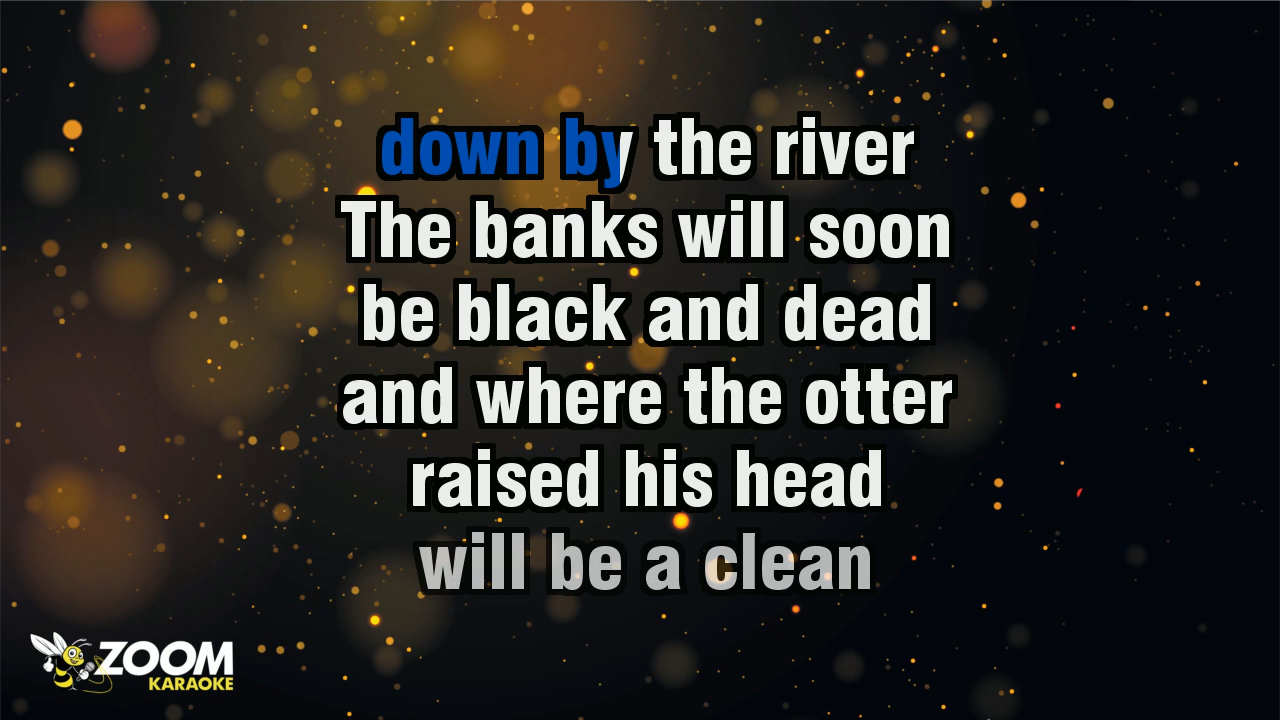 down by the river
The banks will soon
be black and dead
and where the otter
raised his head
will be a clean
ZOOM
KARAOKE